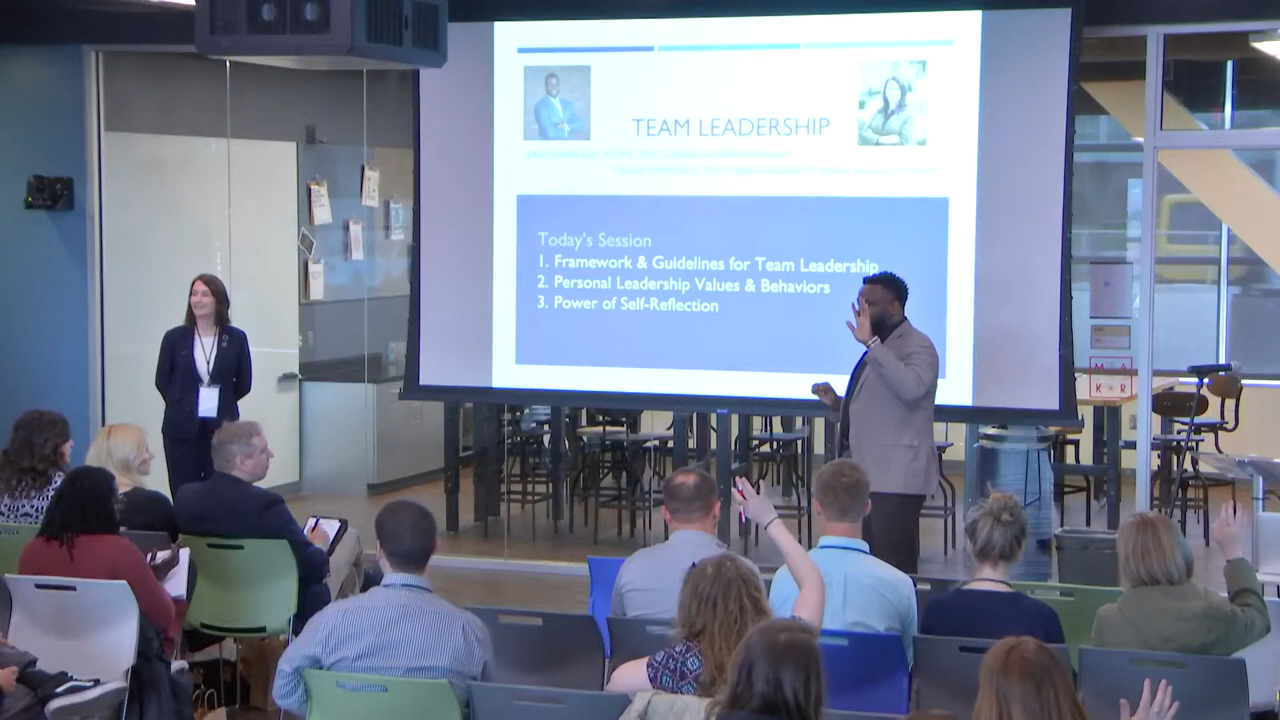 TEAM LEADERSHIP
Today's Session
1. Framework & Guidelines for Team Leadership
2. Personal Leadership Values & Behaviors
3. Power of Self-Reflection
M A
K R